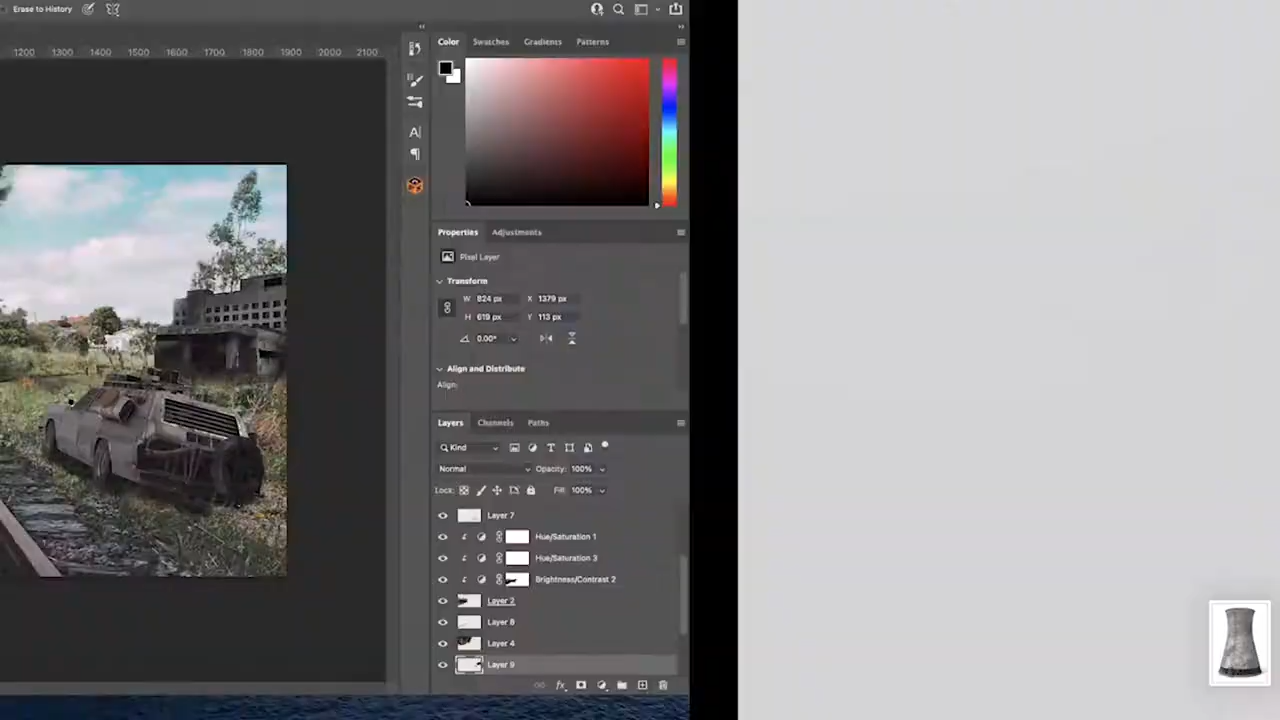 Erase to History
1200 1300 1400 1500 1600 1700 1800 1900 2000 2100
Color Swatches Gradients Patterns
Properties Adjustments
Pixel Layer
Transform
W 824 px X 1379 px
H 619 px Y 113 px
0.00°
Align and Distribute
Align:
Layers Channels Paths
Kind
Normal Opacity: 100%
Lock: Fill: 100%
Layer 7
Hue/Saturation 1
Hue/Saturation 3
Brightness/Contrast 2
Layer 2
Layer 8
Layer 4
Layer 9
fx